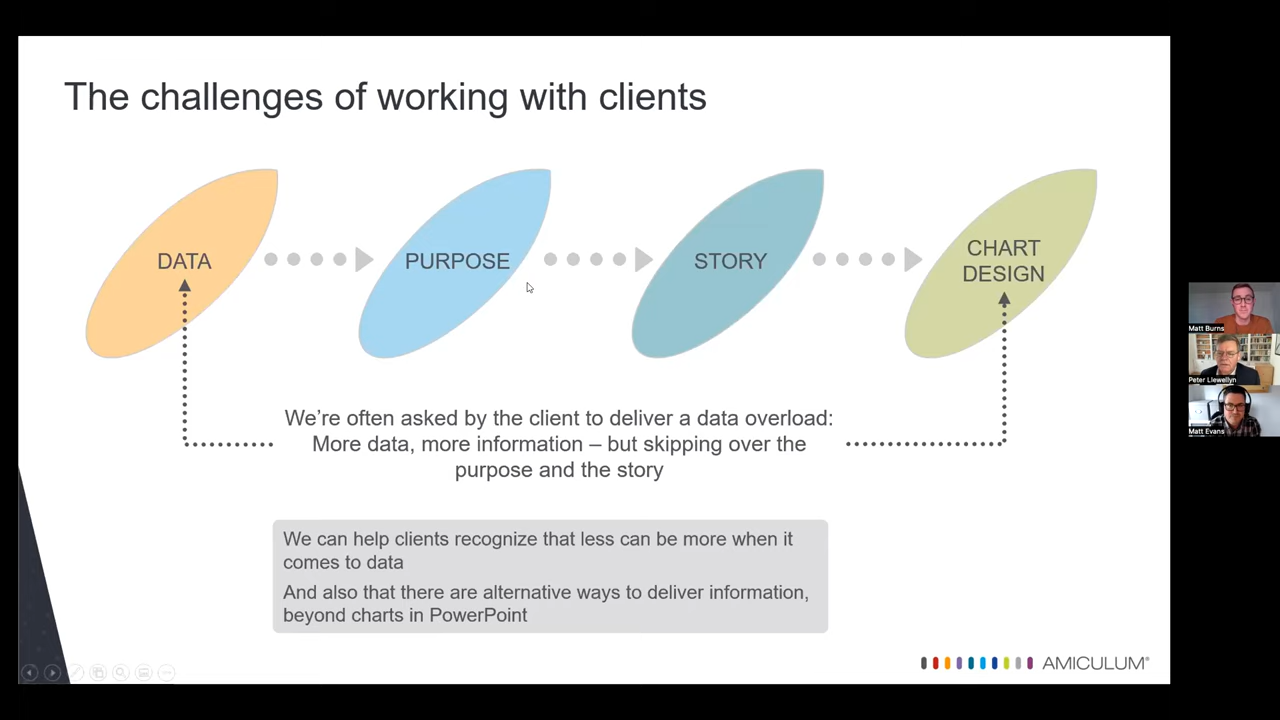 The challenges of working with clients
DATA
PURPOSE
STORY
CHART
DESIGN
We’re often asked by the client to deliver a data overload:
More data, more information – but skipping over the
purpose and the story
We can help clients recognize that less can be more when it
comes to data
And also that there are alternative ways to deliver information,
beyond charts in PowerPoint
AMICULUM®
Matt Burns
Peter Llewellyn
Matt Evans